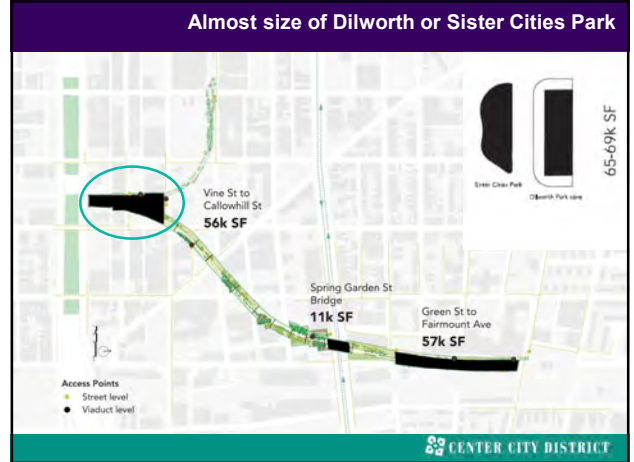 Almost size of Dilworth or Sister Cities Park
Sister Cities Park
Dilworth Park
65-69k SF
Vine St to
Callowhill St
56k SF
Spring Garden St
Bridge
11k SF
Green St to
Fairmount Ave
57k SF
Access Points
Street level
Viaduct level
CENTER CITY DISTRICT